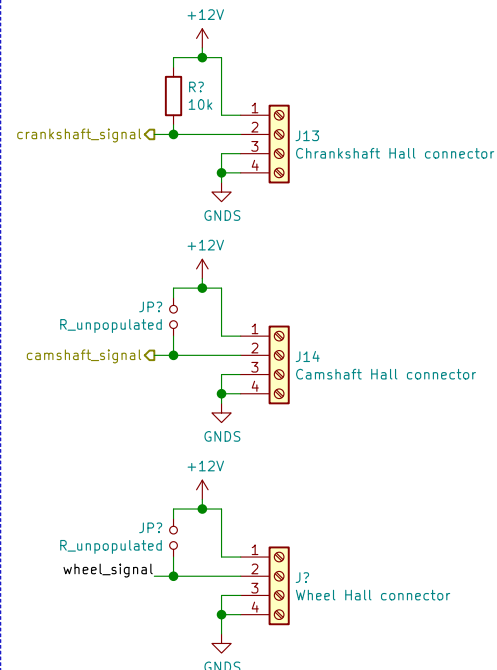 +12V
R?
10k
1
crankshaft_signal
2
J13
3
Chrankshaft Hall connector
4
GNDS
+12V
JP?
R_unpopulated
1
camshaft_signal
2
J14
3
Camshaft Hall connector
4
GNDS
+12V
JP?
R_unpopulated
1
wheel_signal
2
J?
3
Wheel Hall connector
4
GNDS